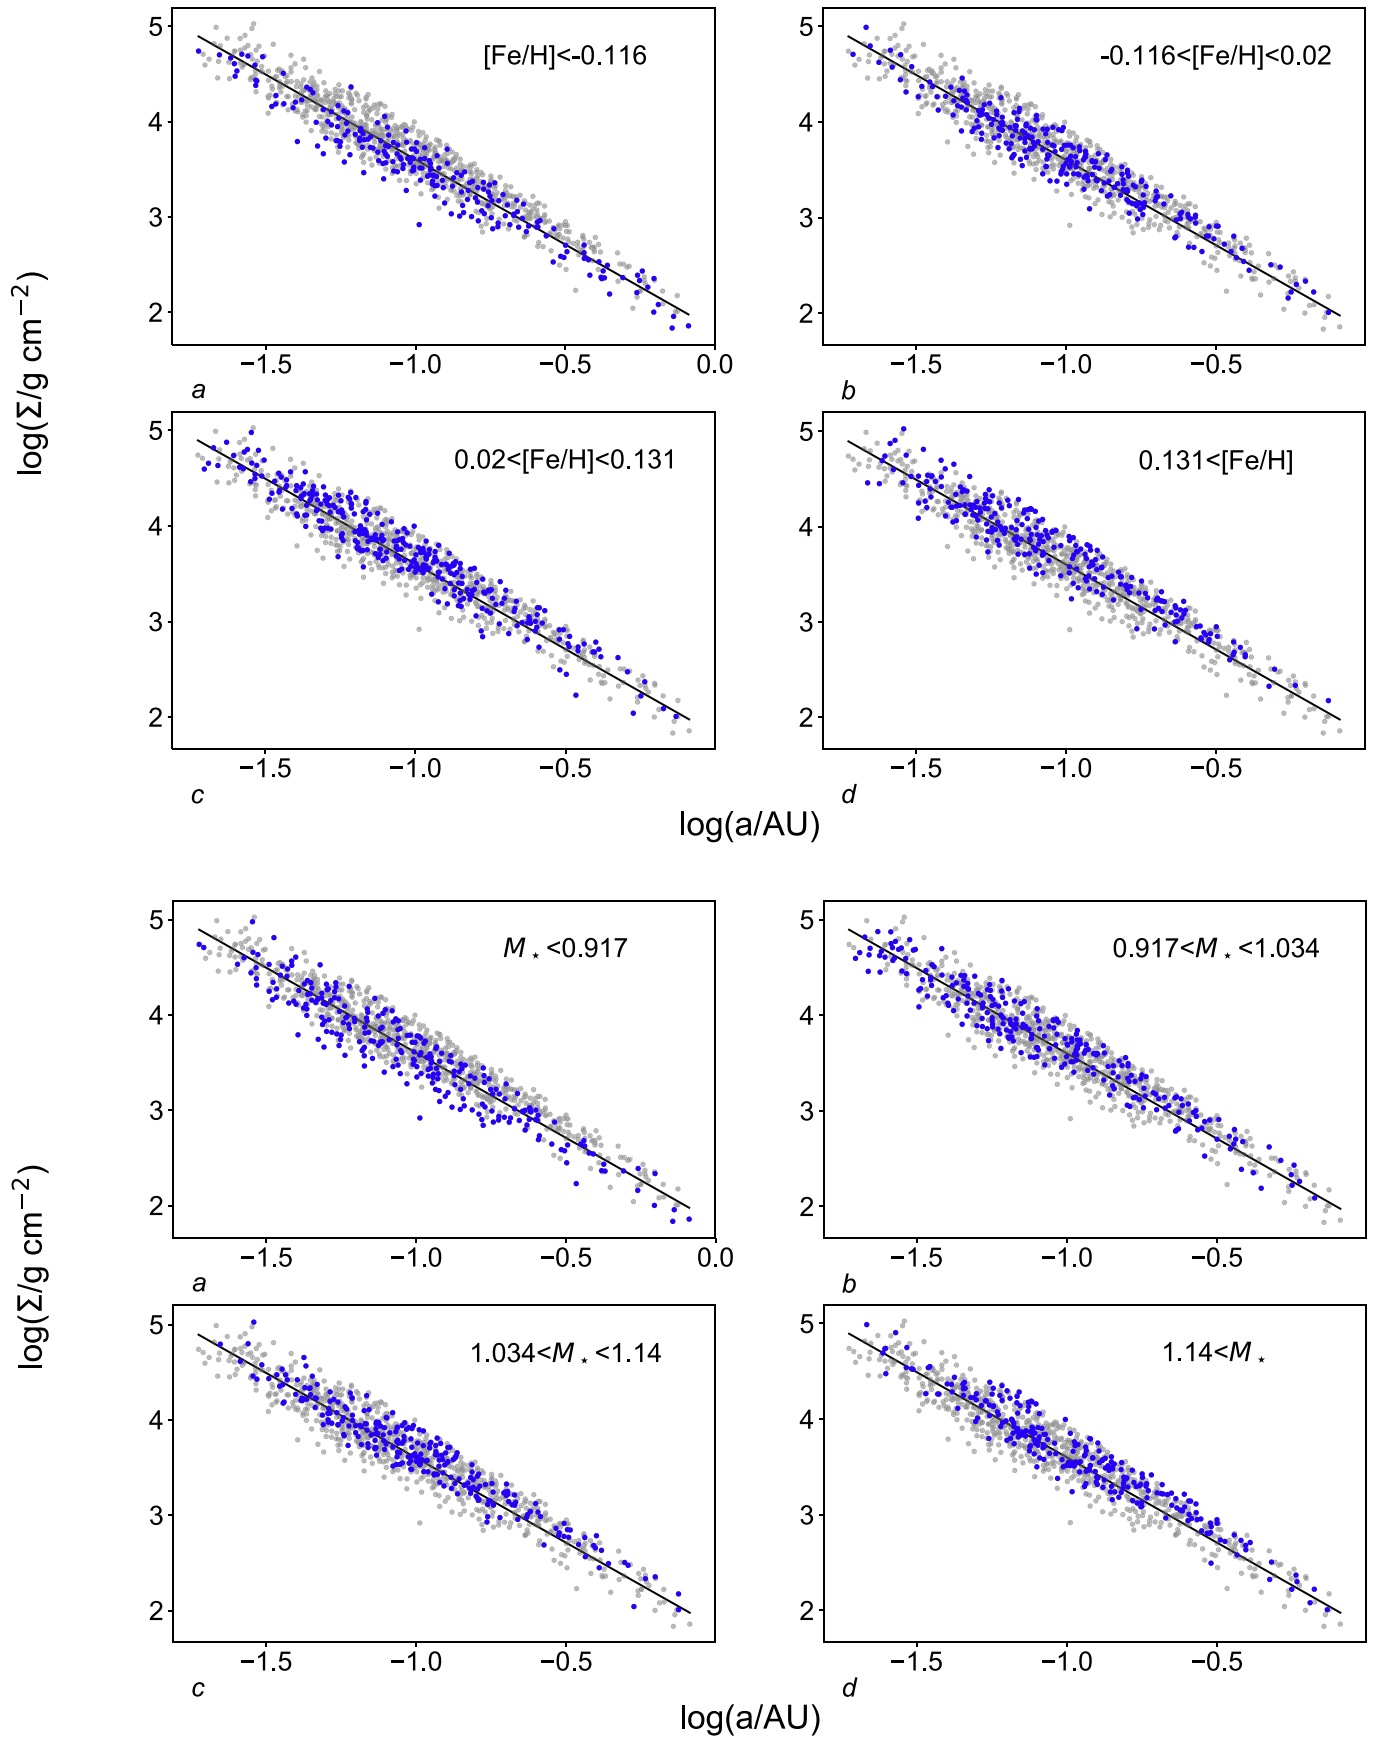 [Fe/H]<-0.116
5
4
3
2
−1.5 −1.0 −0.5 0.0
a
-0.116<[Fe/H]<0.02
5
4
3
2
−1.5 −1.0 −0.5
b
log(Σ/g cm⁻²)
0.02<[Fe/H]<0.131
5
4
3
2
−1.5 −1.0 −0.5
c
0.131<[Fe/H]
5
4
3
2
−1.5 −1.0 −0.5
d
log(a/AU)
M⋆<0.917
5
4
3
2
−1.5 −1.0 −0.5 0.0
a
0.917<M⋆<1.034
5
4
3
2
−1.5 −1.0 −0.5
b
log(Σ/g cm⁻²)
1.034<M⋆<1.14
5
4
3
2
−1.5 −1.0 −0.5
c
1.14<M⋆
5
4
3
2
−1.5 −1.0 −0.5
d
log(a/AU)